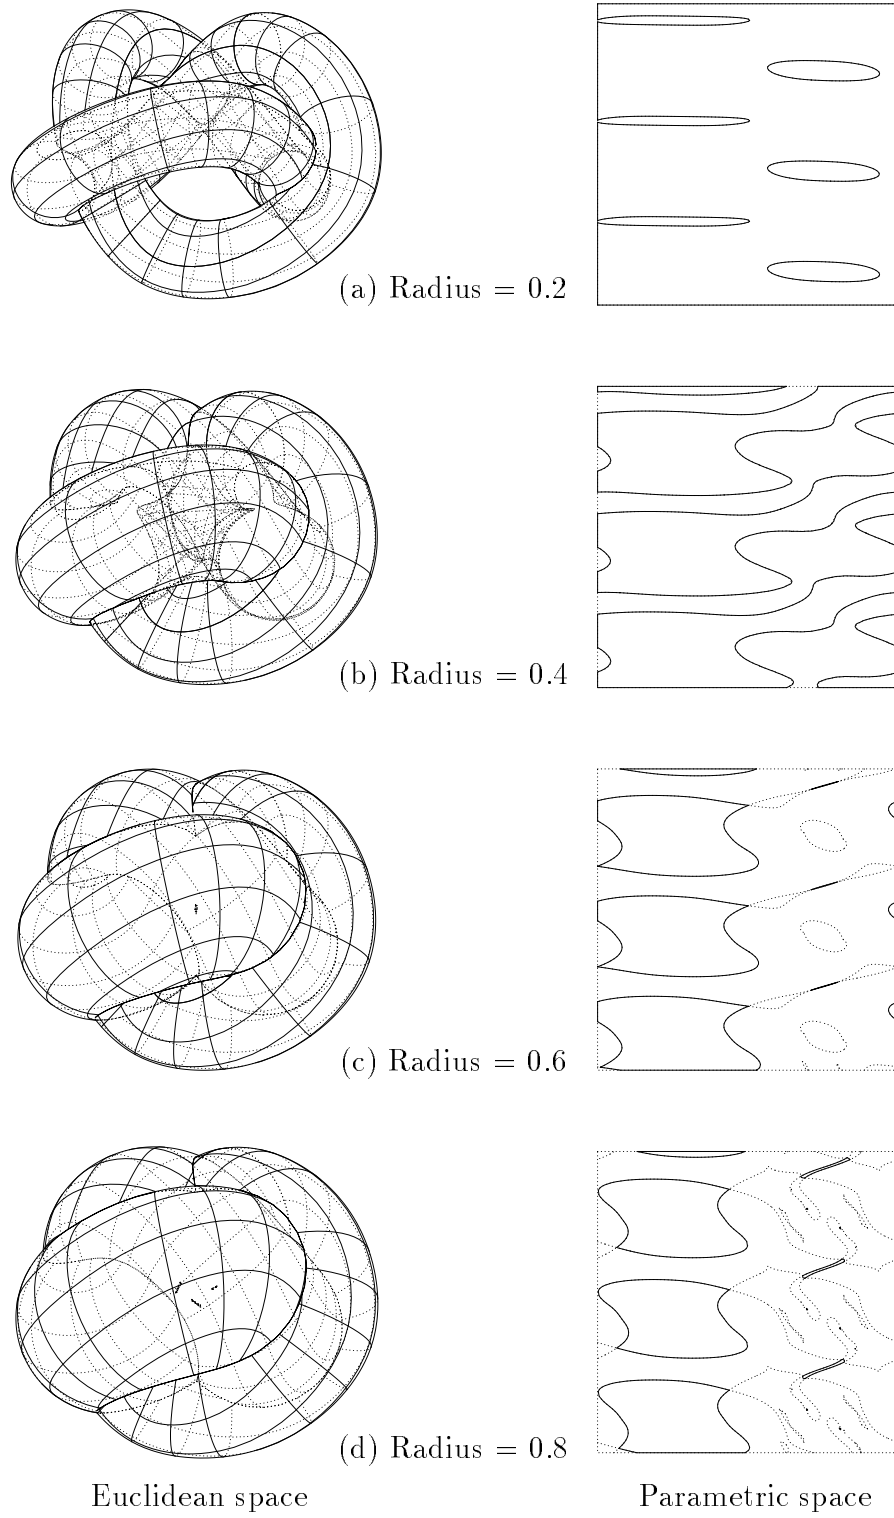 (a) Radius = 0.2
(b) Radius = 0.4
(c) Radius = 0.6
(d) Radius = 0.8
Euclidean space
Parametric space